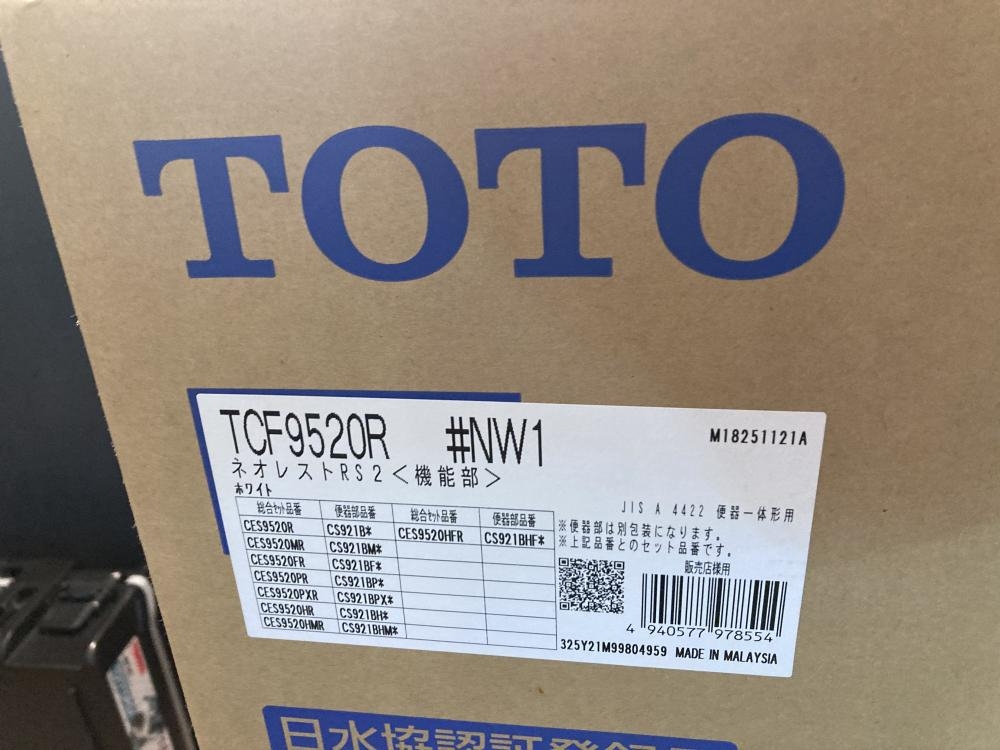 TOTO
TCF9520R #NW1
M18251121A
ネオレストRS2＜機能部＞
ホワイト
JIS A 4422 便器一体形用
総合セット品番 便器部品番 総合セット品番 便器部品番
CES9520R CS921B* CES9520HFR CS921BHF*
CES9520MR CS921BM*
CES9520FR CS921BF*
CES9520PR CS921BP*
CES9520PXR CS921BPX*
CES9520HR CS921BH*
CES9520HMR CS921BHM*
※便器部は別包装になります。
※上記品番とのセット品番です。
販売店様用
4 940577 978554
325Y21M99804959 MADE IN MALAYSIA
日水協認証登録